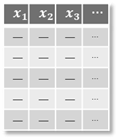 x₁ x₂ x₃ ...
— — — ...
— — — ...
— — — ...
— — — ...
— — — ...